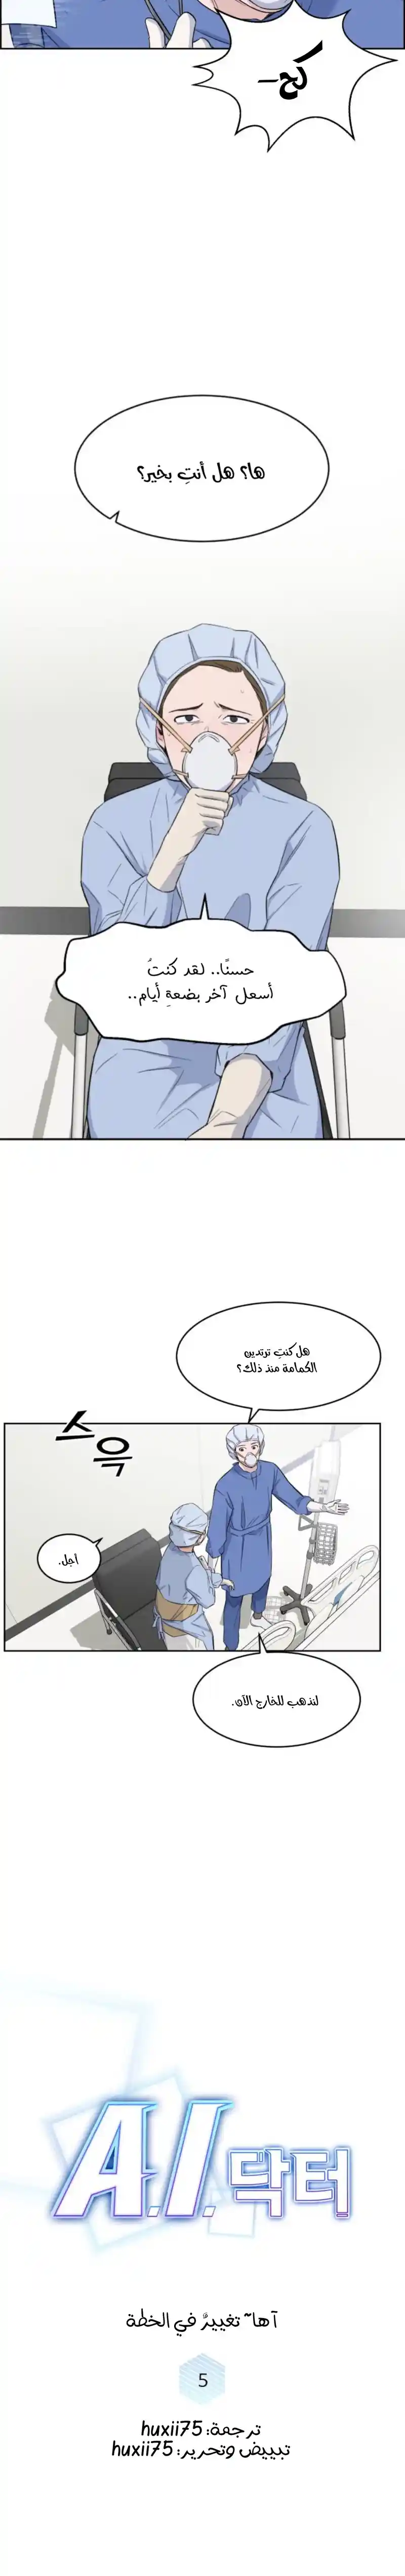 كح~
ها؟ هل أنتِ بخير؟
حسنًا.. لقد كنتُ
أسعل آخر بضعةِ أيام..
هل كنتِ ترتدين
الكمامة منذ ذلك؟
스윽
أجل.
لنذهب للخارج الآن.
A.I. 닥터
آها~ تغييرٌ في الخطة
5
ترجمة: huxii75
تبييض وتحرير: huxii75